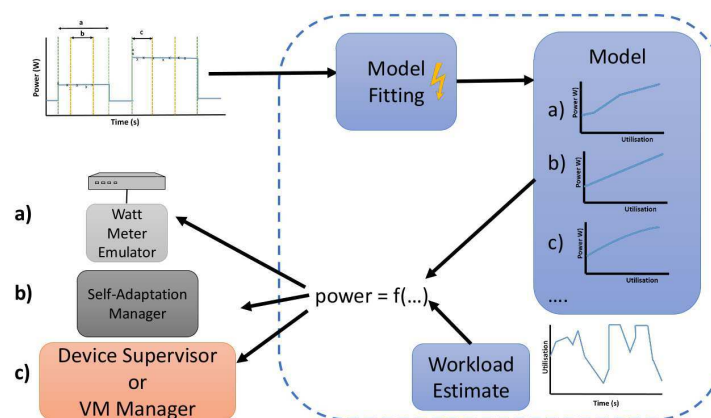 a
b
c
Power (W)
Time (s)
Model
Fitting
Model
a)
Power W)
Utilisation
b)
Power W)
Utilisation
c)
Power W)
Utilisation
....
a)
Watt
Meter
Emulator
b)
Self-Adaptation
Manager
c)
Device Supervisor
or
VM Manager
power = f(...)
Workload
Estimate
Utilisation
Time (s)